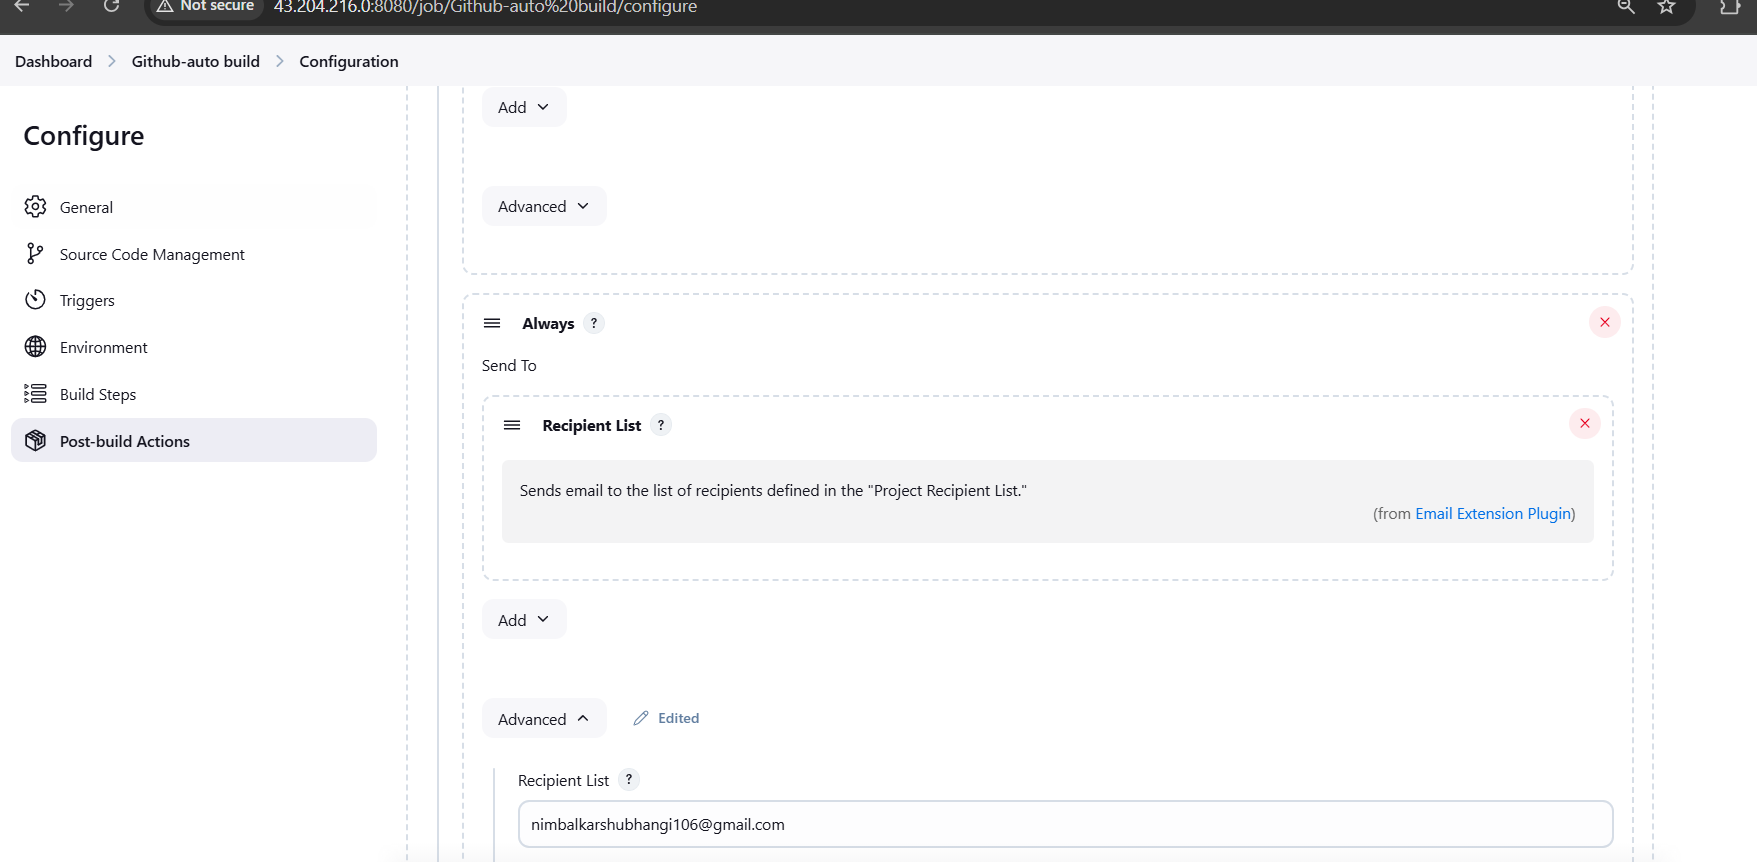 Not secure 43.204.216.0:8080/job/Github-auto%20build/configure
Dashboard > Github-auto build > Configuration
Configure
General
Source Code Management
Triggers
Environment
Build Steps
Post-build Actions
Add
Advanced
Always ?
Send To
Recipient List ?
Sends email to the list of recipients defined in the "Project Recipient List."
(from Email Extension Plugin)
Add
Advanced Edited
Recipient List ?
nimbalkarshubhangi106@gmail.com